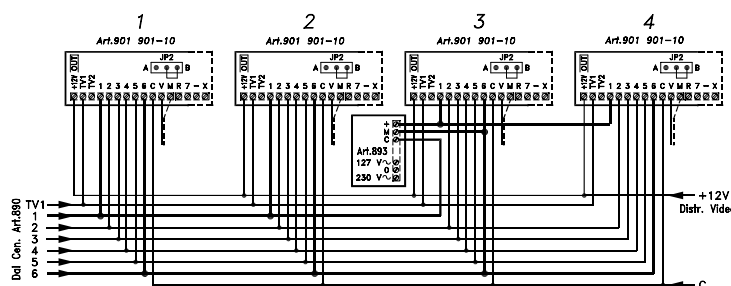 1 2 3 4
Art.901 901-10 Art.901 901-10 Art.901 901-10 Art.901 901-10
JP2 JP2 JP2 JP2
OUT A B OUT A B OUT A B OUT A B
+12V TV1 TV2 1 2 3 4 5 6 C V M R 7 - X +12V TV1 TV2 1 2 3 4 5 6 C V M R 7 - X +12V TV1 TV2 1 2 3 4 5 6 C V M R 7 - X +12V TV1 TV2 1 2 3 4 5 6 C V M R 7 - X
+
M
C
Art.893
127 V~
0
230 V~
Dal Cen. Art.890
TV1
1
2
3
4
5
6
+12V
Distr. Vide
C